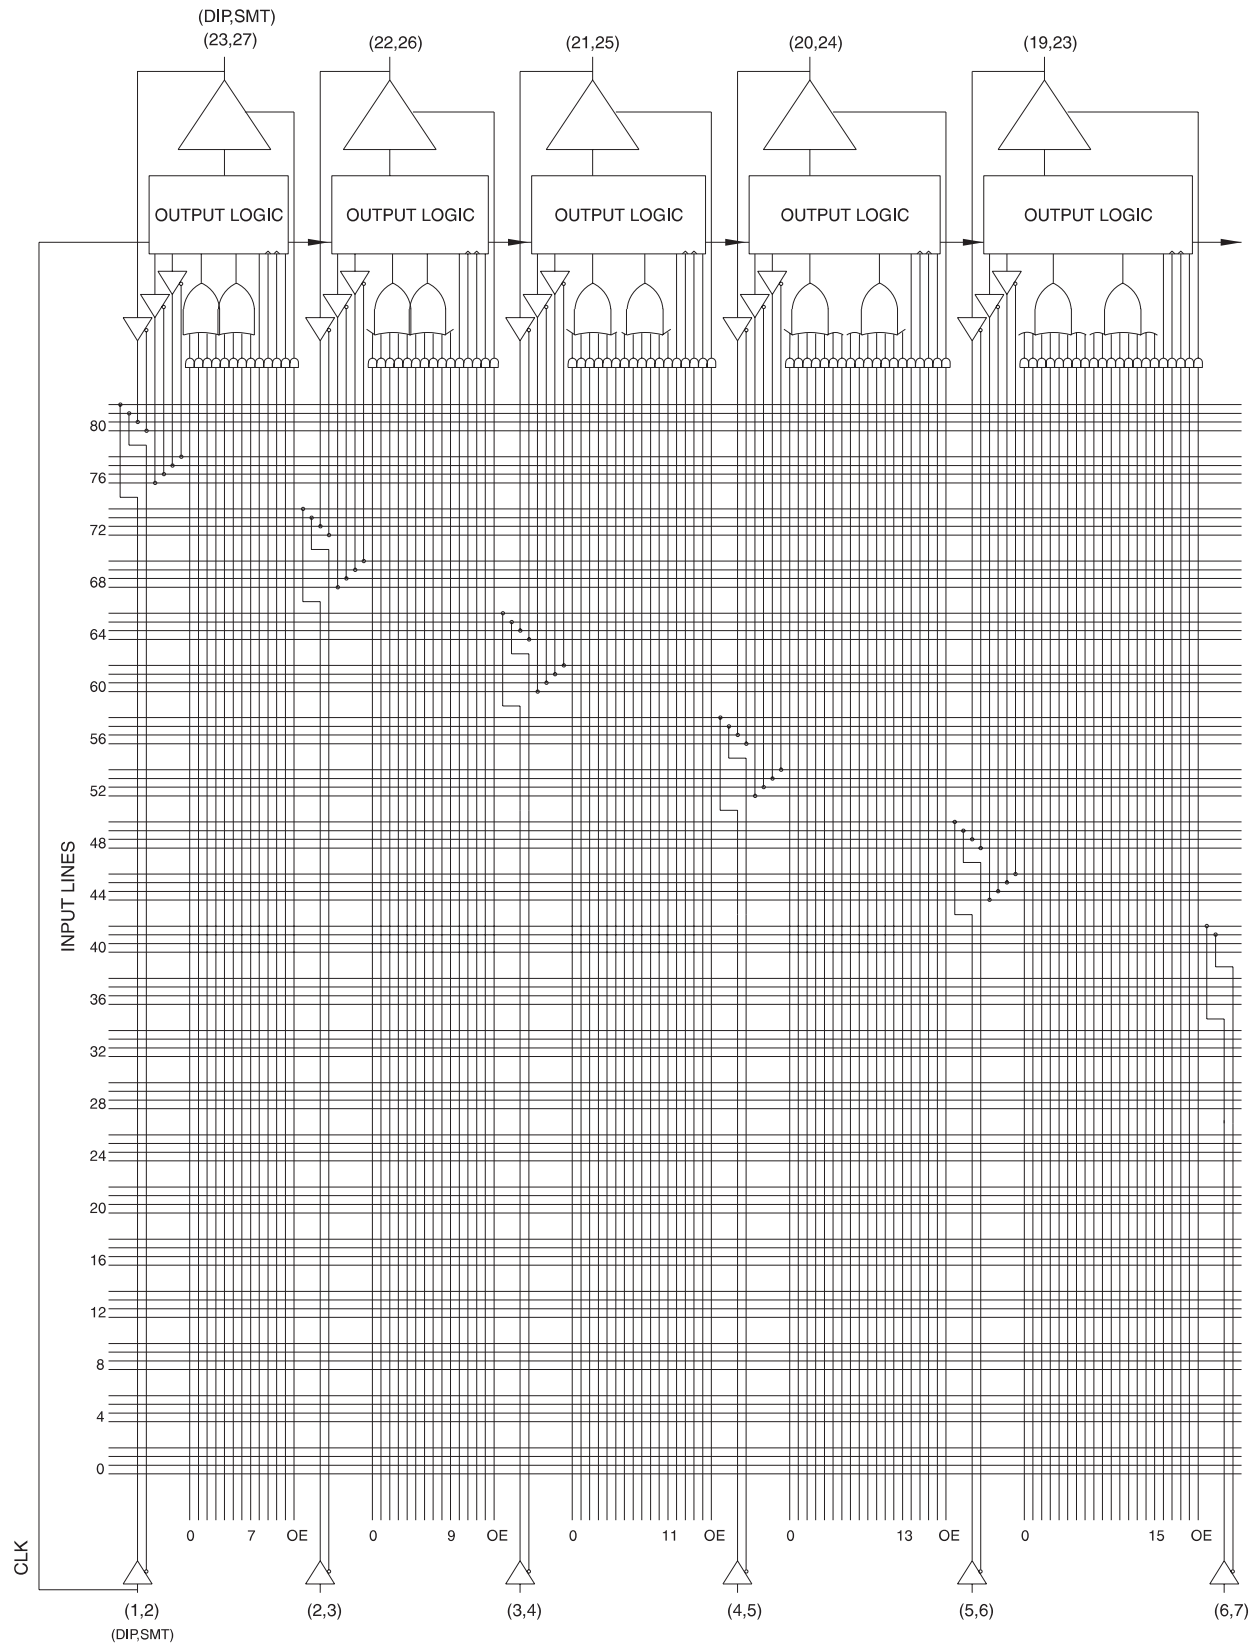 (DIP,SMT)
(23,27) (22,26) (21,25) (20,24) (19,23)
OUTPUT LOGIC OUTPUT LOGIC OUTPUT LOGIC OUTPUT LOGIC OUTPUT LOGIC
80
76
72
68
64
60
56
52
48
44
40
36
32
28
24
20
16
12
8
4
0
INPUT LINES
CLK
0 7 OE 0 9 OE 0 11 OE 0 13 OE 0 15 OE
(1,2) (2,3) (3,4) (4,5) (5,6) (6,7)
(DIP,SMT)